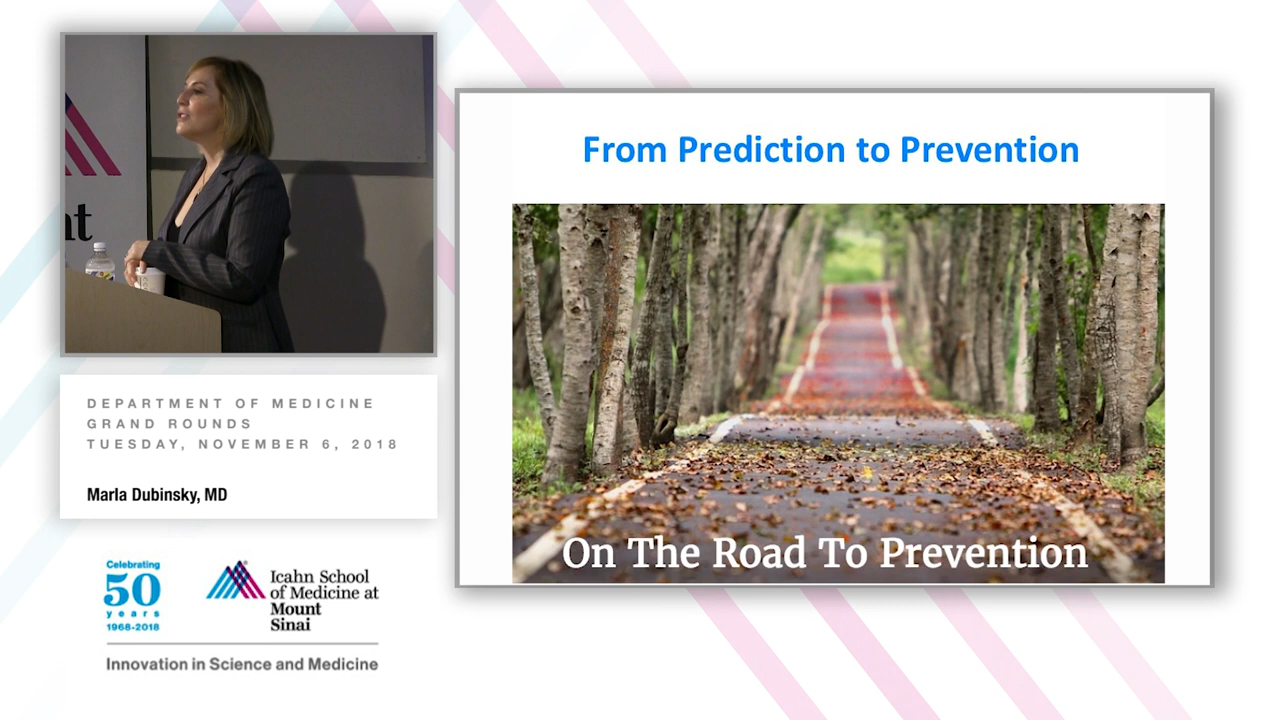 nt
DEPARTMENT OF MEDICINE
GRAND ROUNDS
TUESDAY, NOVEMBER 6, 2018
Marla Dubinsky, MD
Celebrating
50
years
1968-2018
Icahn School
of Medicine at
Mount
Sinai
Innovation in Science and Medicine
From Prediction to Prevention
On The Road To Prevention